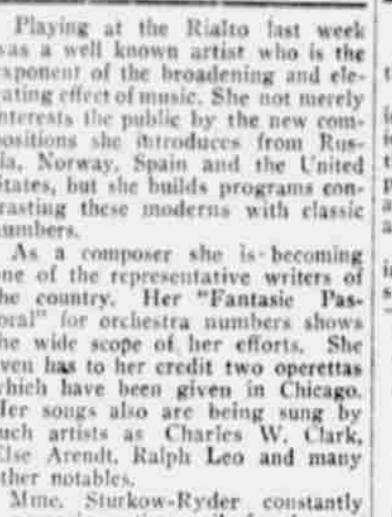 Playing at the Rialto last week
was a well known artist who is the
exponent of the broadening and ele-
vating effect of music. She not merely
interests the public by the new com-
positions she introduces from Rus-
sia, Norway, Spain and the United
States, but she builds programs con-
trasting these moderns with classic
numbers.
As a composer she is becoming
one of the representative writers of
the country. Her "Fantasie Pas-
toral" for orchestra numbers shows
the wide scope of her efforts. She
even has to her credit two operettas
which have been given in Chicago.
Her songs also are being sung by
such artists as Charles W. Clark,
Else Arendt, Ralph Leo and many
other notables.
Mme. Sturkow-Ryder constantly